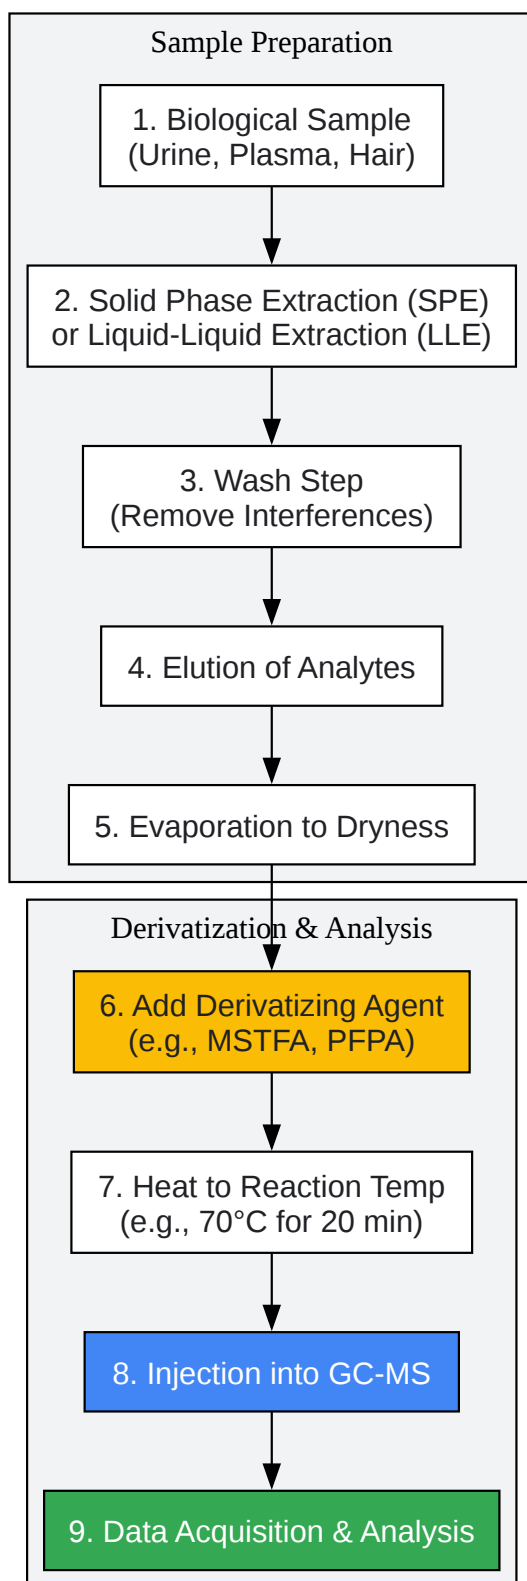 Sample Preparation
1. Biological Sample
(Urine, Plasma, Hair)
2. Solid Phase Extraction (SPE)
or Liquid-Liquid Extraction (LLE)
3. Wash Step
(Remove Interferences)
4. Elution of Analytes
5. Evaporation to Dryness
Derivatization & Analysis
6. Add Derivatizing Agent
(e.g., MSTFA, PFPA)
7. Heat to Reaction Temp
(e.g., 70°C for 20 min)
8. Injection into GC-MS
9. Data Acquisition & Analysis